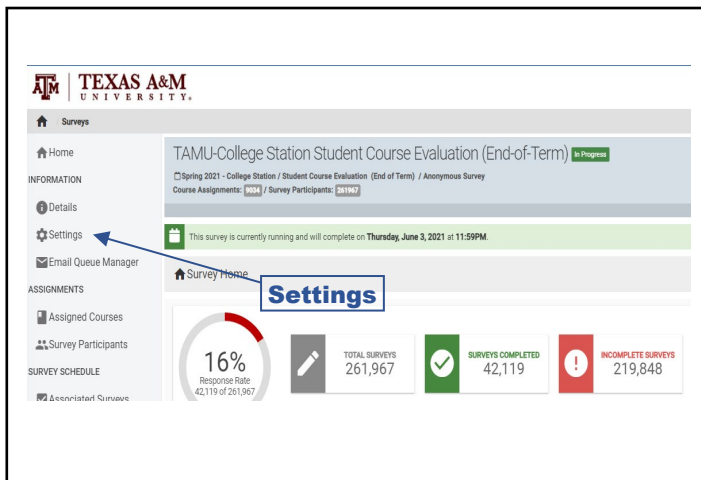 TEXAS A&M
UNIVERSITY®
Surveys
Home
INFORMATION
Details
Settings
Email Queue Manager
ASSIGNMENTS
Assigned Courses
Survey Participants
SURVEY SCHEDULE
Associated Surveys
TAMU-College Station Student Course Evaluation (End-of-Term) In Progress
Spring 2021 - College Station / Student Course Evaluation (End of Term) / Anonymous Survey
Course Assignments: 9034 / Survey Participants: 261967
This survey is currently running and will complete on Thursday, June 3, 2021 at 11:59PM.
Survey Home
Settings
16%
Response Rate
42,119 of 261,967
TOTAL SURVEYS
261,967
SURVEYS COMPLETED
42,119
INCOMPLETE SURVEYS
219,848